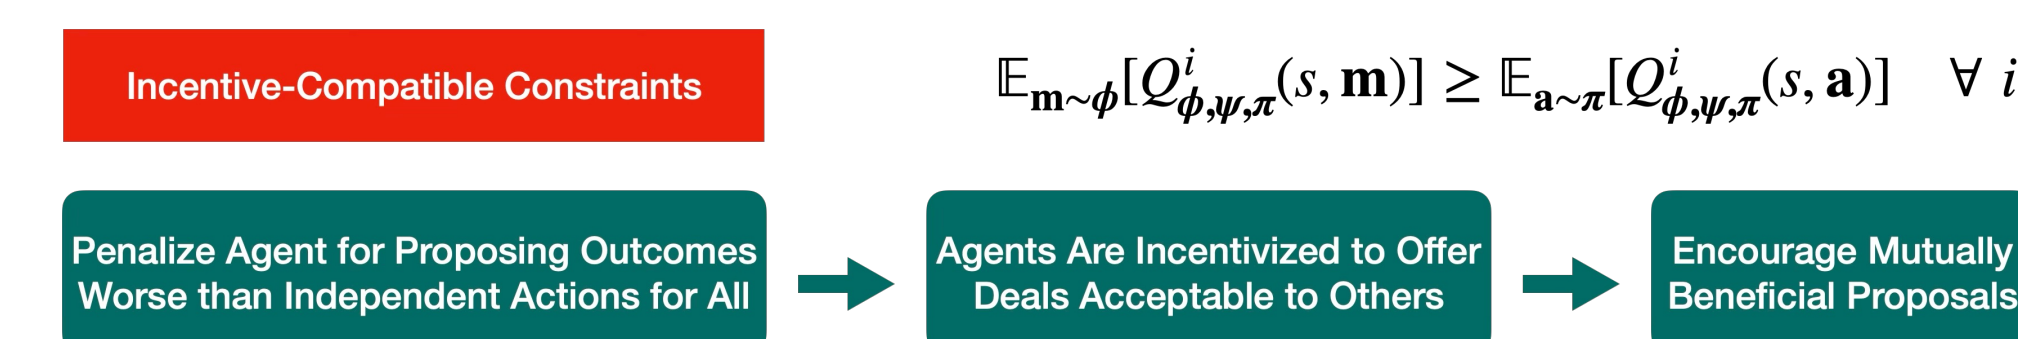 Incentive-Compatible Constraints
𝔼_{𝐦∼𝝓}[Q^i_{𝝓,𝝍,𝝅}(s, 𝐦)] ≥ 𝔼_{𝐚∼𝝅}[Q^i_{𝝓,𝝍,𝝅}(s, 𝐚)] ∀ i
Penalize Agent for Proposing Outcomes
Worse than Independent Actions for All
Agents Are Incentivized to Offer
Deals Acceptable to Others
Encourage Mutually
Beneficial Proposals